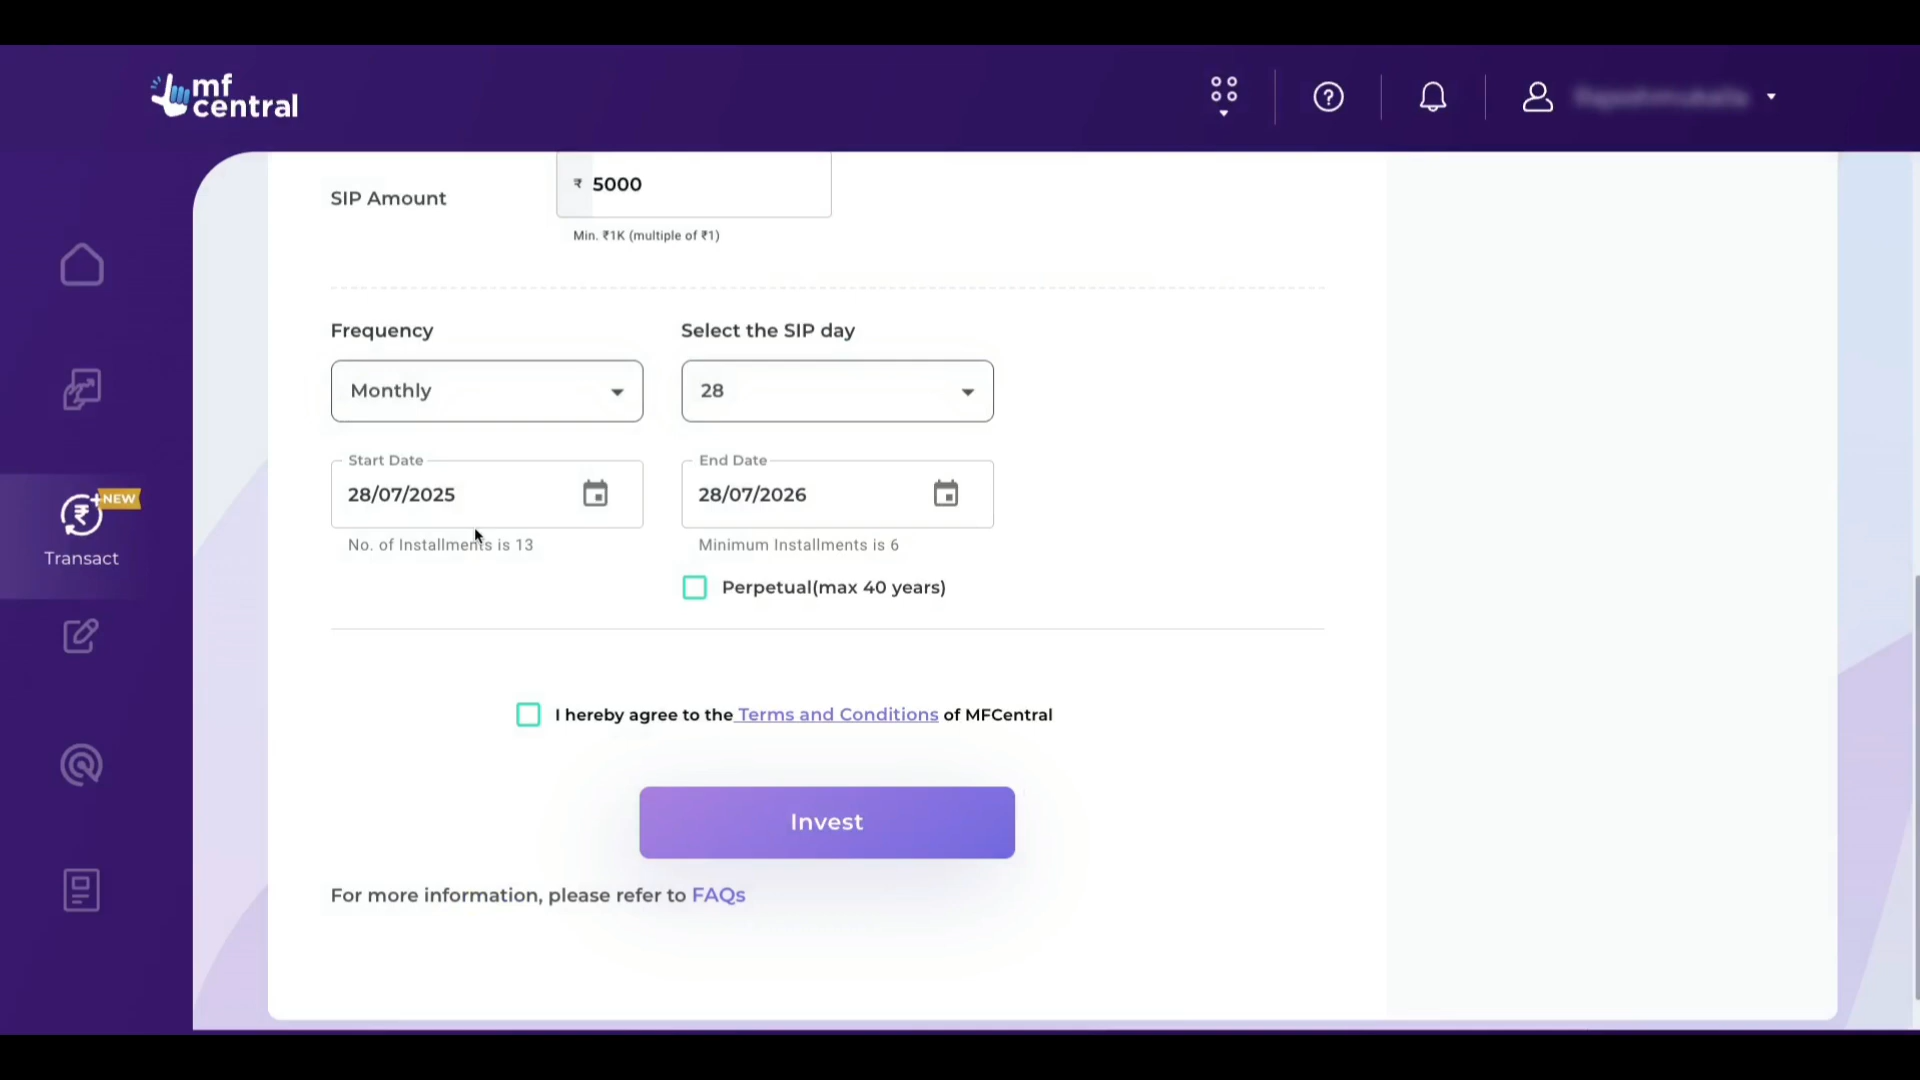 mf
central
SIP Amount
₹ 5000
Min. ₹1K (multiple of ₹1)
Frequency
Select the SIP day
Monthly
28
Start Date
End Date
28/07/2025
28/07/2026
No. of Installments is 13
Minimum Installments is 6
Perpetual(max 40 years)
NEW
Transact
I hereby agree to the Terms and Conditions of MFCentral
Invest
For more information, please refer to FAQs